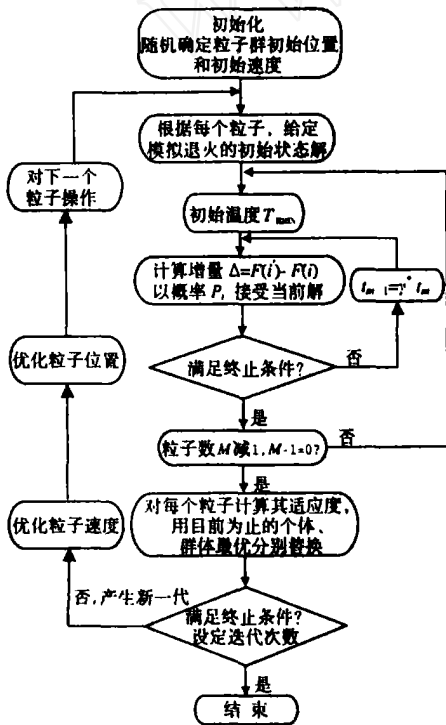 初始化
随机确定粒子群初始位置
和初始速度
根据每个粒子，给定
模拟退火的初始状态解
对下一个
粒子操作
初始温度 Tmax
计算增量 Δ=F(i')- F(i)
以概率 P, 接受当前解
优化粒子位置
满足终止条件?
否
是
粒子数 M 减1, M-1=0?
否
是
对每个粒子计算其适应度,
用目前为止的个体、
群体最优分别替换
优化粒子速度
否,产生新一代
满足终止条件?
设定迭代次数
是
结 束